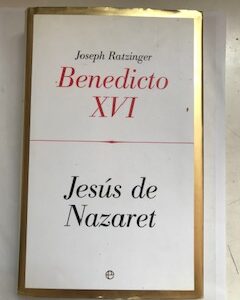 Joseph Ratzinger
Benedicto
XVI
Jesús de
Nazaret